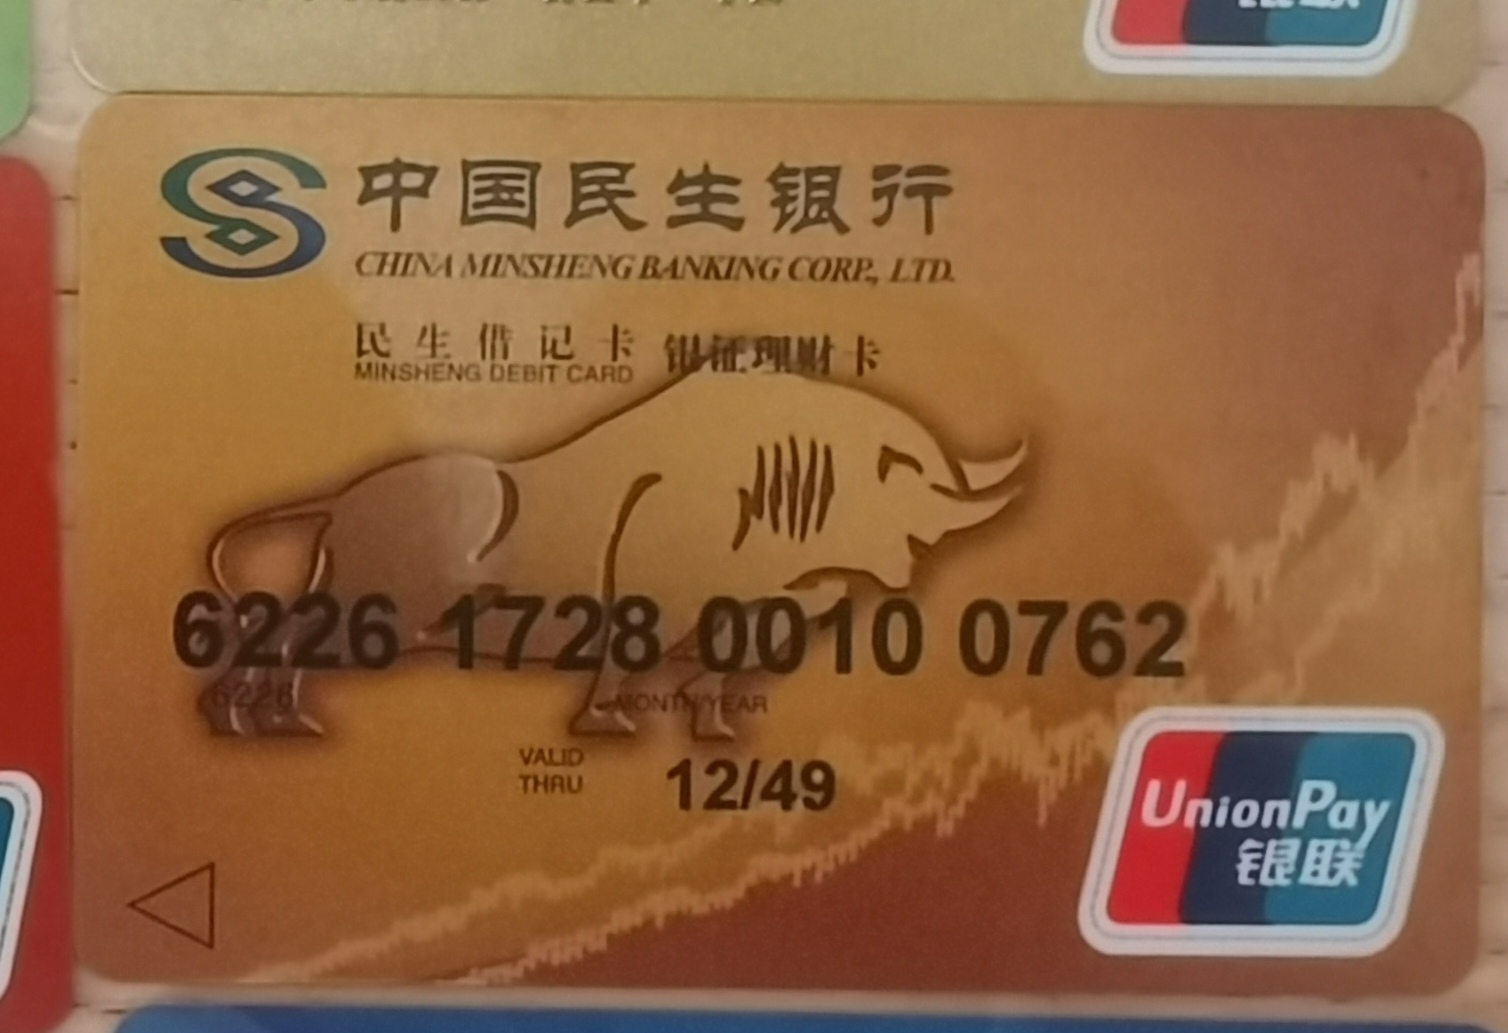 中国民生银行
CHINA MINSHENG BANKING CORP., LTD.
民生借记卡 银证理财卡
MINSHENG DEBIT CARD
6226 1728 0010 0762
6226 MONTH/YEAR
VALID THRU 12/49
UnionPay
银联